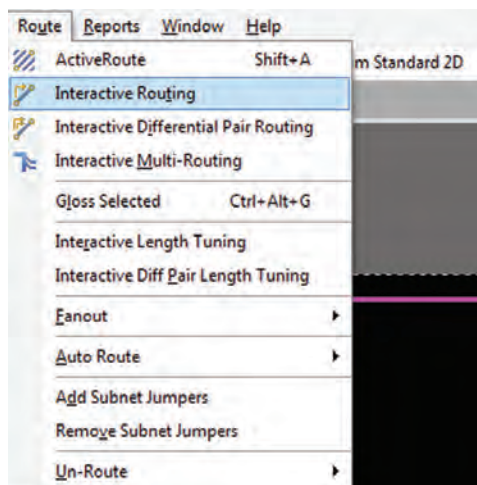 Route Reports Window Help
ActiveRoute Shift+A m Standard 2D
Interactive Routing
Interactive Differential Pair Routing
Interactive Multi-Routing
Gloss Selected Ctrl+Alt+G
Interactive Length Tuning
Interactive Diff Pair Length Tuning
Fanout
Auto Route
Add Subnet Jumpers
Remove Subnet Jumpers
Un-Route